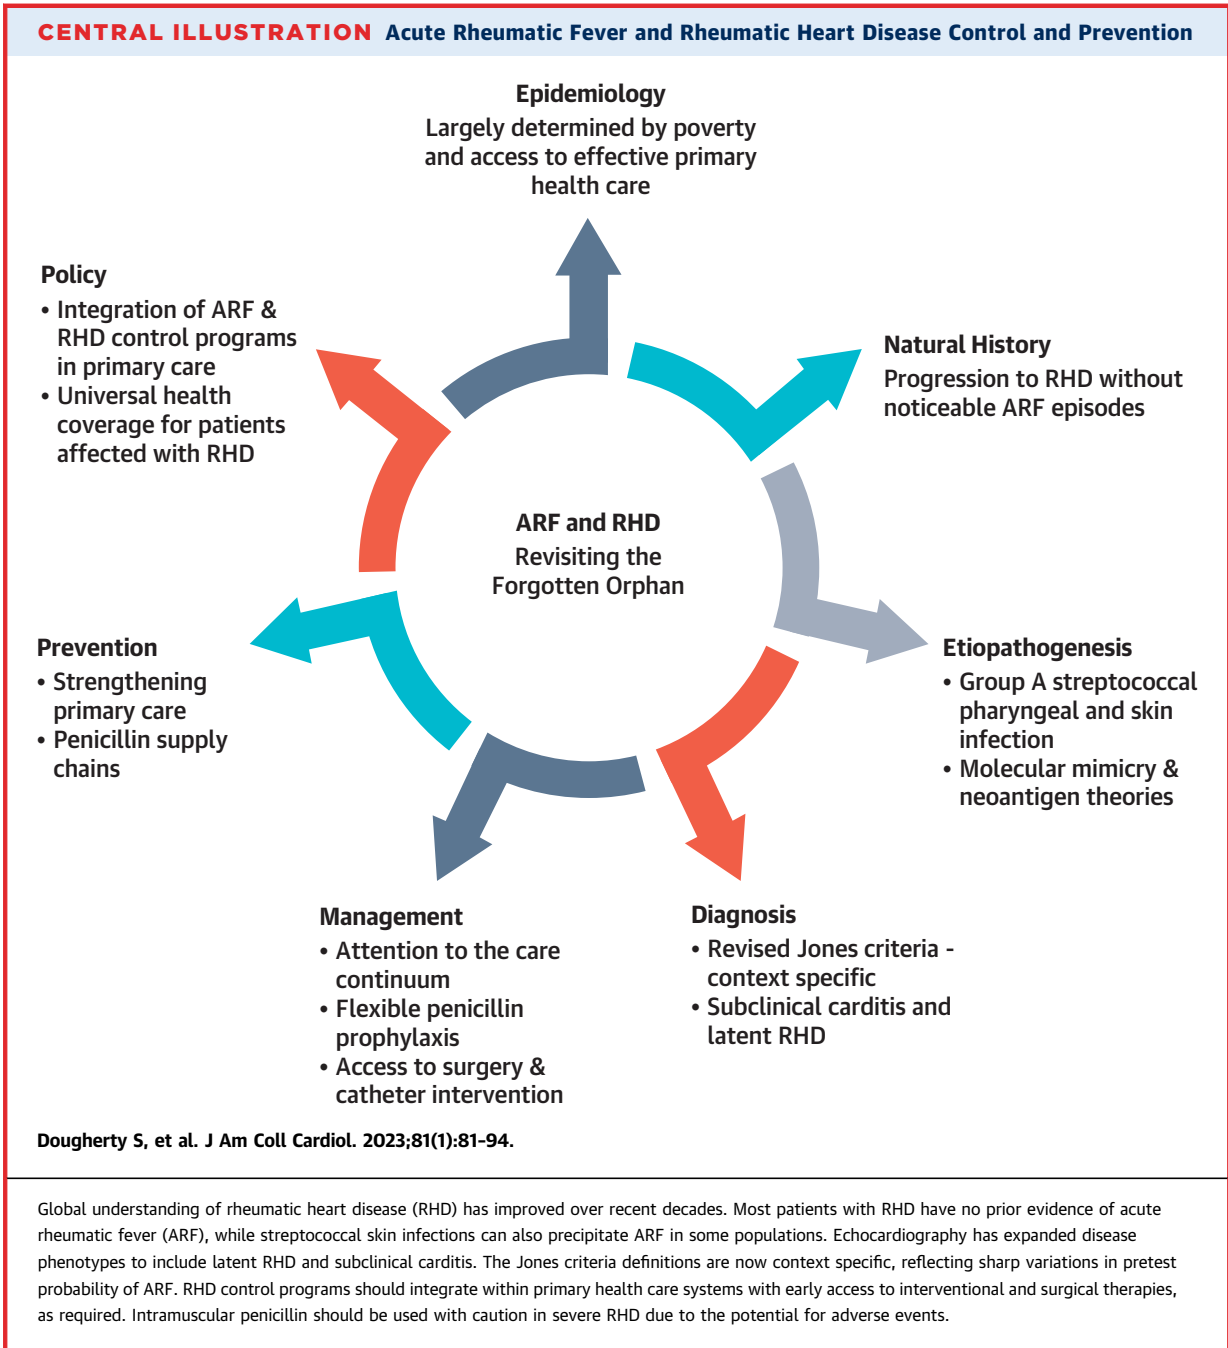 CENTRAL ILLUSTRATION Acute Rheumatic Fever and Rheumatic Heart Disease Control and Prevention
Epidemiology
Largely determined by poverty
and access to effective primary
health care
Policy
• Integration of ARF &
RHD control programs
in primary care
• Universal health
coverage for patients
affected with RHD
Natural History
Progression to RHD without
noticeable ARF episodes
ARF and RHD
Revisiting the
Forgotten Orphan
Prevention
• Strengthening
primary care
• Penicillin supply
chains
Etiopathogenesis
• Group A streptococcal
pharyngeal and skin
infection
• Molecular mimicry &
neoantigen theories
Management
• Attention to the care
continuum
• Flexible penicillin
prophylaxis
• Access to surgery &
catheter intervention
Diagnosis
• Revised Jones criteria -
context specific
• Subclinical carditis and
latent RHD
Dougherty S, et al. J Am Coll Cardiol. 2023;81(1):81–94.
Global understanding of rheumatic heart disease (RHD) has improved over recent decades. Most patients with RHD have no prior evidence of acute
rheumatic fever (ARF), while streptococcal skin infections can also precipitate ARF in some populations. Echocardiography has expanded disease
phenotypes to include latent RHD and subclinical carditis. The Jones criteria definitions are now context specific, reflecting sharp variations in pretest
probability of ARF. RHD control programs should integrate within primary health care systems with early access to interventional and surgical therapies,
as required. Intramuscular penicillin should be used with caution in severe RHD due to the potential for adverse events.